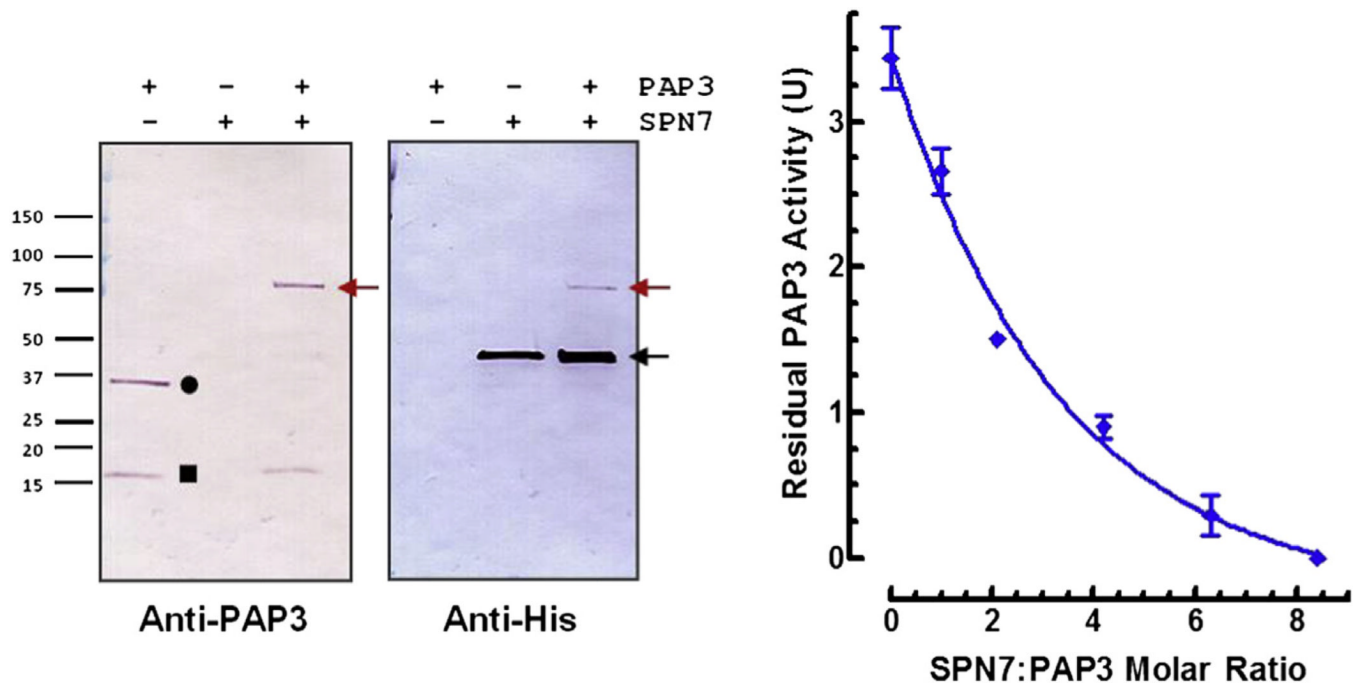 + – + PAP3
– + + SPN7
+ – +
– + +
150
100
75
50
37
25
20
15
Anti-PAP3
Anti-His
Residual PAP3 Activity (U)
3
2
1
0
0 2 4 6 8
SPN7:PAP3 Molar Ratio